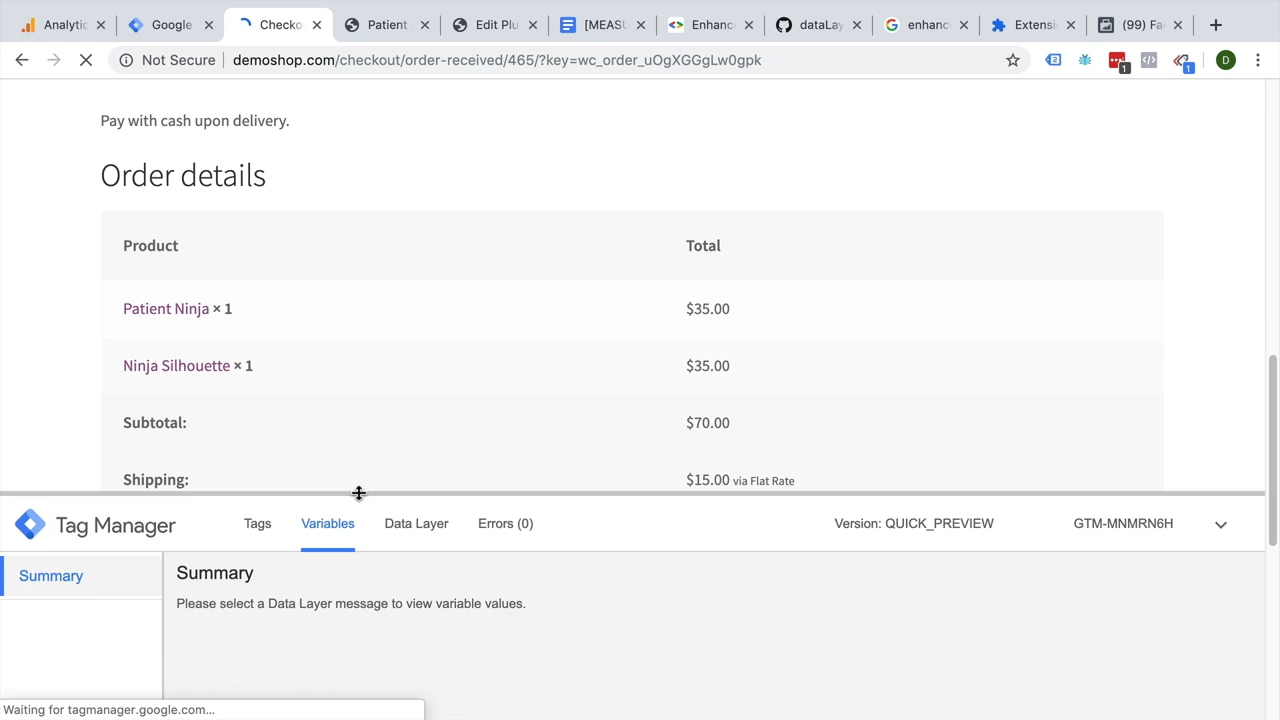 Analytic
Google
Checko
Patient
Edit Plu
[MEASU
Enhanc
dataLay
enhanc
Extensi
(99) Fa
Not Secure
demoshop.com/checkout/order-received/465/?key=wc_order_uOgXGGgLw0gpk
2
1
1
D
Pay with cash upon delivery.
Order details
Product Total
Patient Ninja × 1 $35.00
Ninja Silhouette × 1 $35.00
Subtotal: $70.00
Shipping: $15.00 via Flat Rate
Tag Manager Tags Variables Data Layer Errors (0) Version: QUICK_PREVIEW GTM-MNMRN6H
Summary
Summary
Please select a Data Layer message to view variable values.
Waiting for tagmanager.google.com...